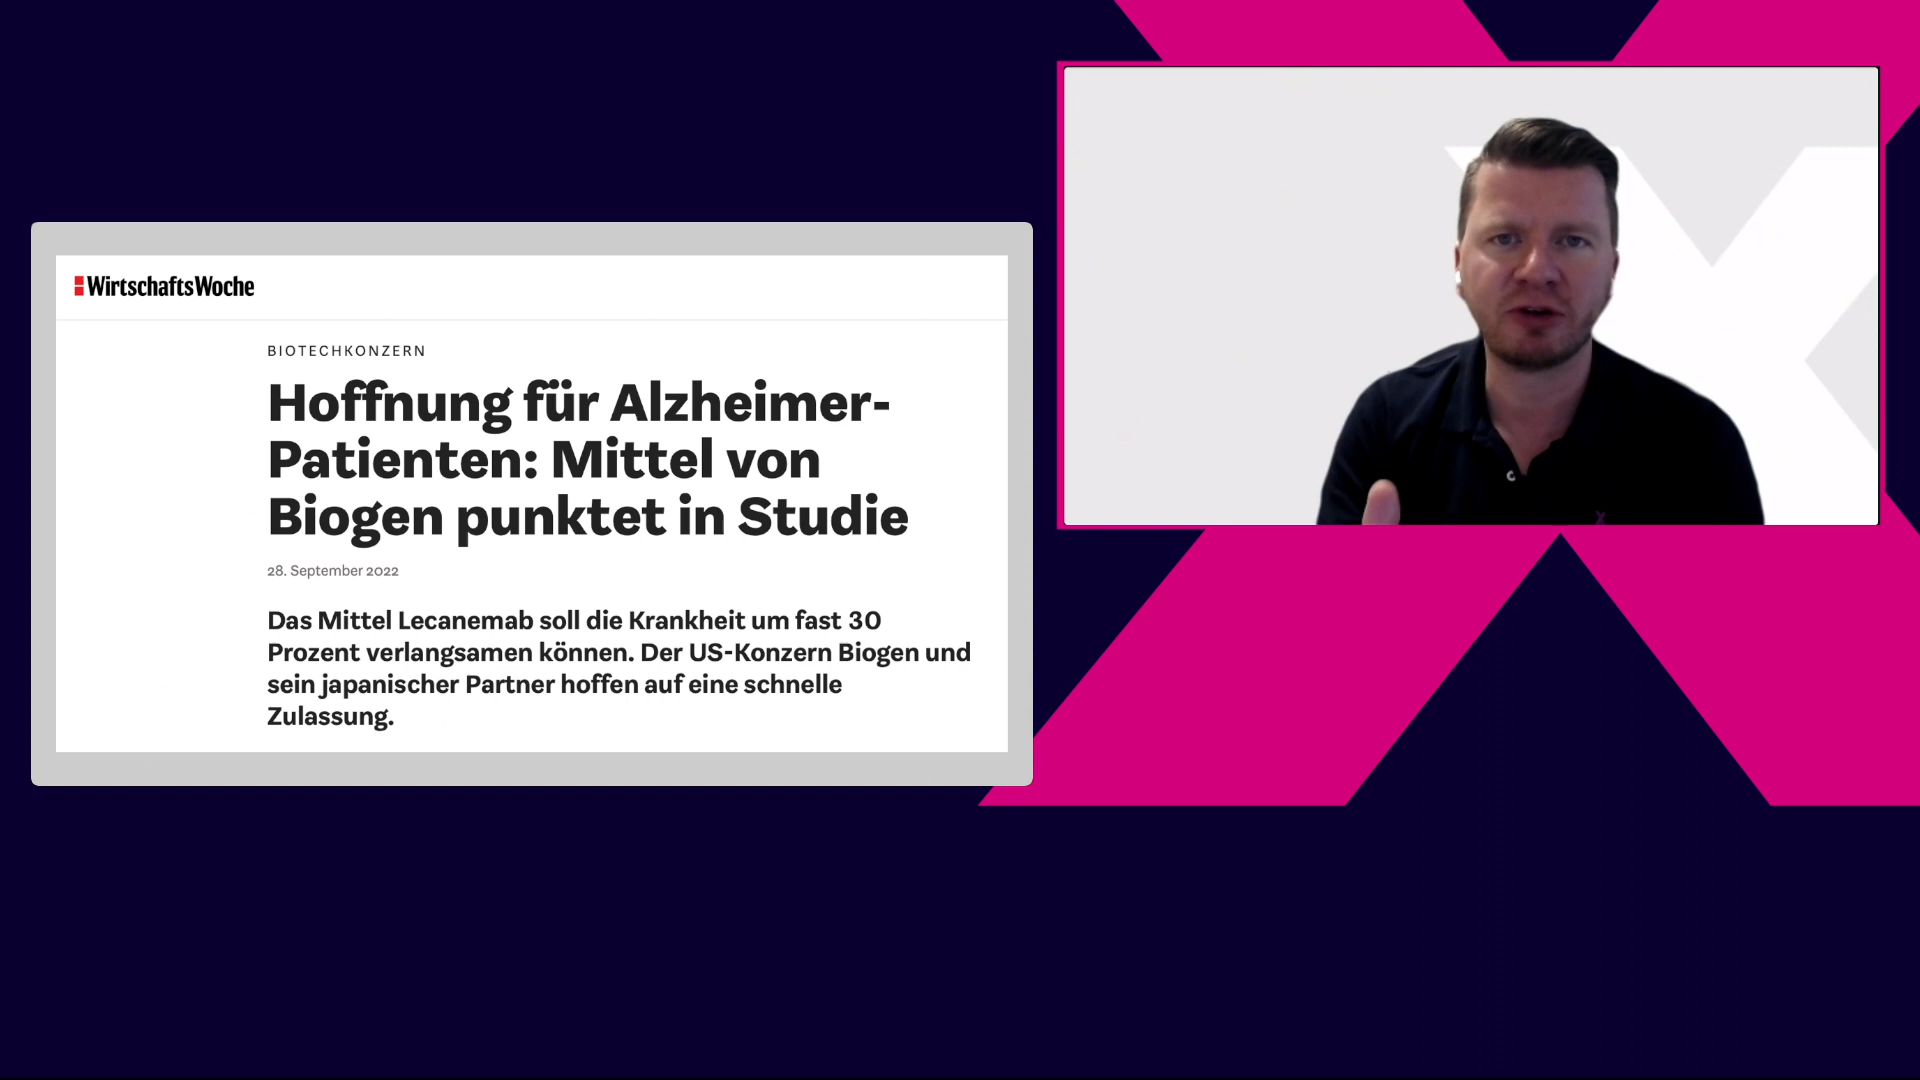 WirtschaftsWoche
BIOTECHKONZERN
Hoffnung für Alzheimer-
Patienten: Mittel von
Biogen punktet in Studie
28. September 2022
Das Mittel Lecanemab soll die Krankheit um fast 30
Prozent verlangsamen können. Der US-Konzern Biogen und
sein japanischer Partner hoffen auf eine schnelle
Zulassung.